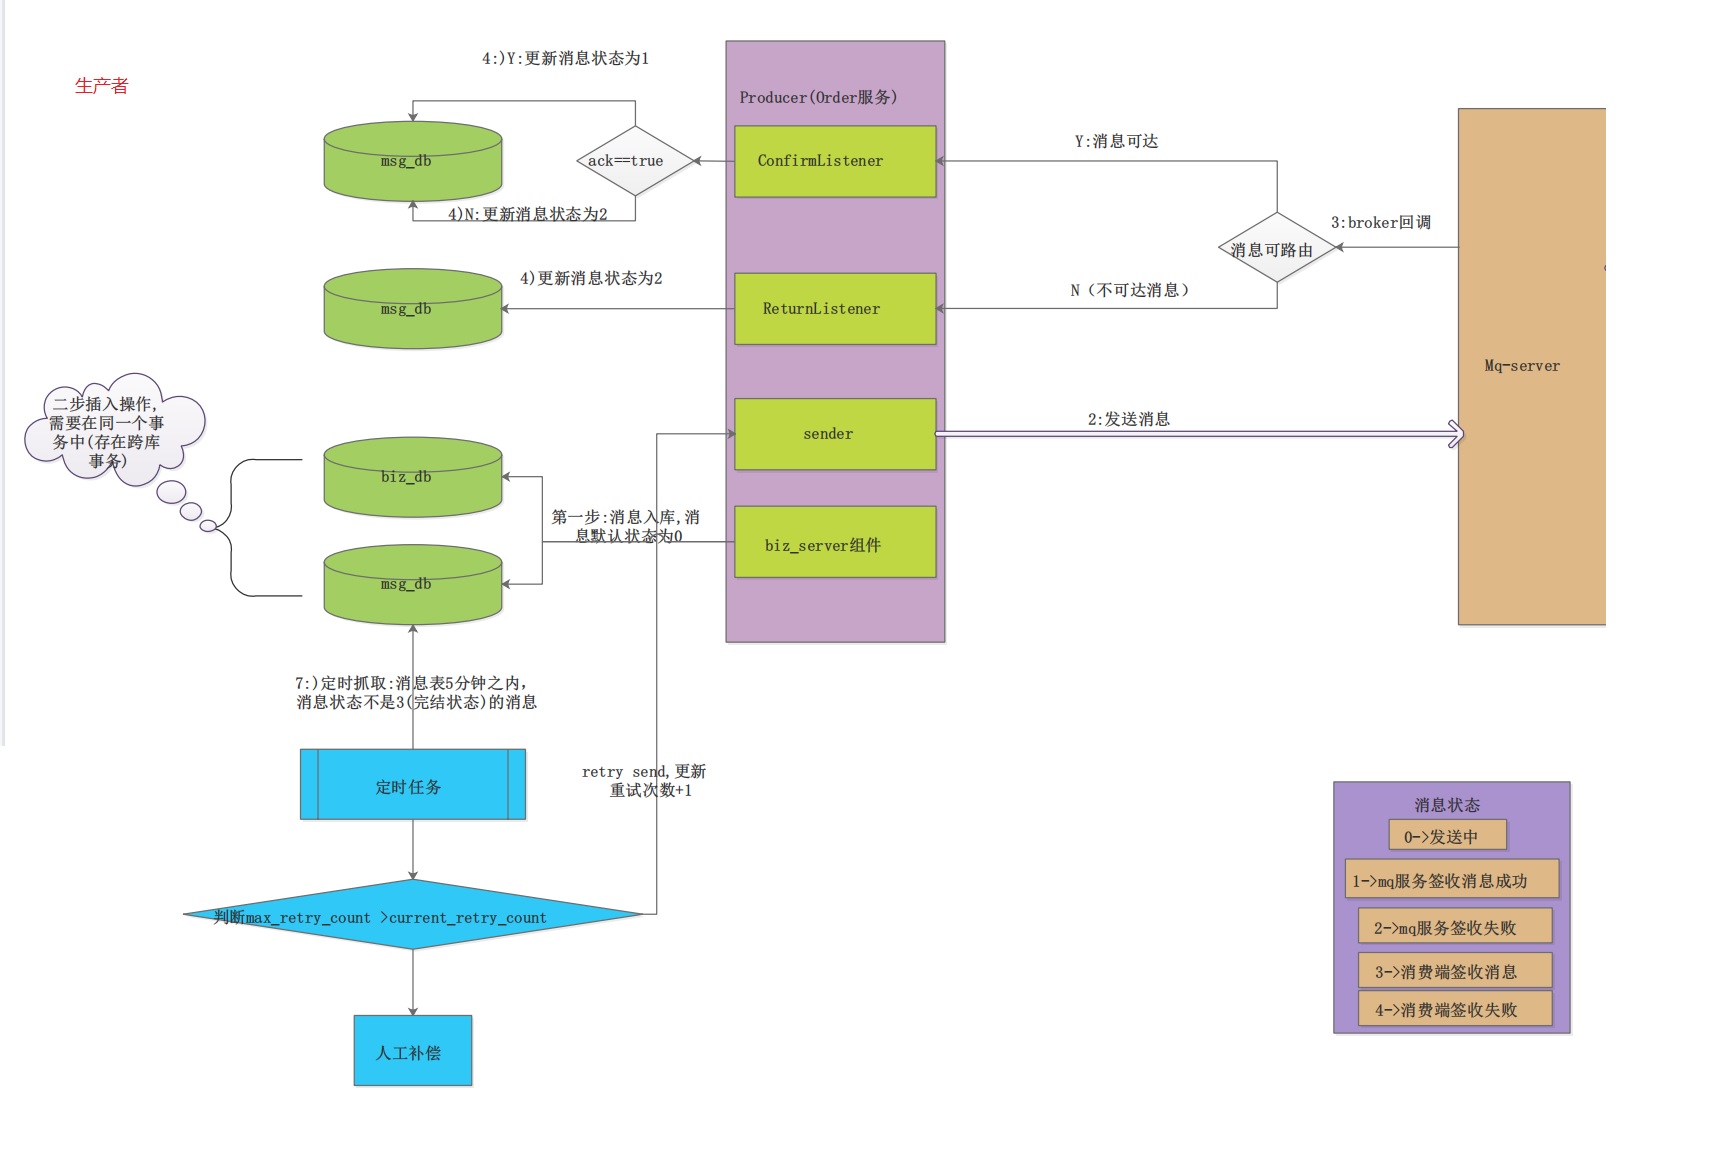 生产者
4:)Y:更新消息状态为1
Producer(Order服务)
msg_db
ack==true
ConfirmListener
Y:消息可达
4)N:更新消息状态为2
3:broker回调
消息可路由
4)更新消息状态为2
msg_db
ReturnListener
N（不可达消息）
Mq-server
二步插入操作,
需要在同一个事
务中(存在跨库
事务)
sender
2:发送消息
biz_db
第一步:消息入库,消
息默认状态为0
biz_server组件
msg_db
7:)定时抓取:消息表5分钟之内,
消息状态不是3(完结状态)的消息
定时任务
retry send,更新
重试次数+1
判断max_retry_count >current_retry_count
人工补偿
消息状态
0->发送中
1->mq服务签收消息成功
2->mq服务签收失败
3->消费端签收消息
4->消费端签收失败